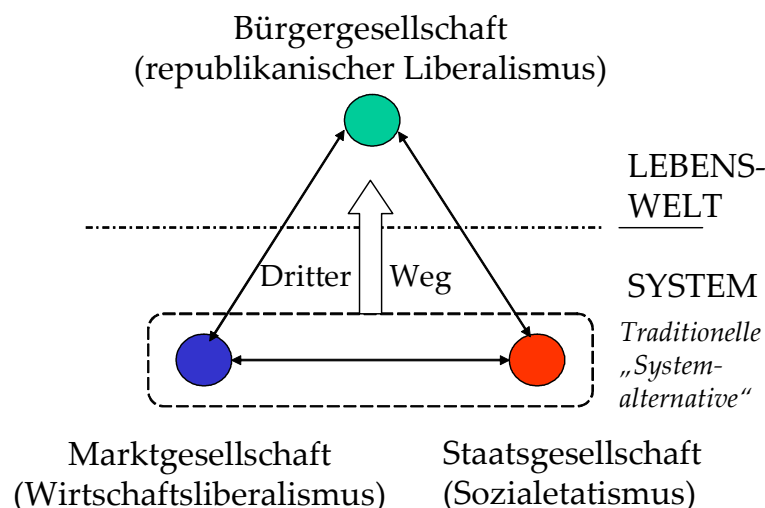 Bürgergesellschaft
(republikanischer Liberalismus)
LEBENS-
WELT
Dritter Weg
SYSTEM
Traditionelle
„System-
alternative“
Marktgesellschaft
(Wirtschaftsliberalismus)
Staatsgesellschaft
(Sozialetatismus)